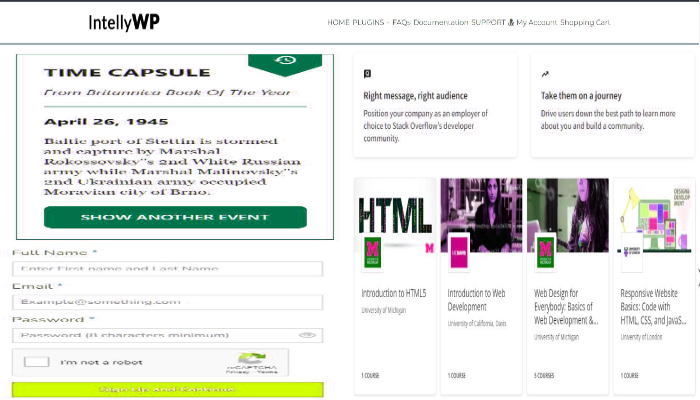 IntellyWP
HOME PLUGINS - FAQs Documentation SUPPORT My Account Shopping Cart
TIME CAPSULE
From Britannica Book Of The Year
April 26, 1945
Baltic port of Stettin is stormed
and capture by Marshal
Rokossovsky"s 2nd White Russian
army while Marshal Malinovsky"s
2nd Ukrainian army occupied
Moravian city of Brno.
SHOW ANOTHER EVENT
Full Name *
Enter First name and Last Name
Email *
Example@something.com
Password *
Password (8 characters minimum)
I'm not a robot
reCAPTCHA
Privacy - Terms
Sign Up and Continue
Right message, right audience
Position your company as an employer of
choice to Stack Overflow's developer
community.
Take them on a journey
Drive users down the best path to learn more
about you and build a community.
HTML
M
Introduction to HTML5
University of Michigan
1 COURSE
UCDAVIS
Introduction to Web
Development
University of California, Davis
1 COURSE
M
Web Design for
Everybody: Basics of
Web Development &...
University of Michigan
5 COURSES
DESIGN&
DEVELOP
MENT
Responsive Website
Basics: Code with
HTML, CSS, and JavaS...
University of London
1 COURSE